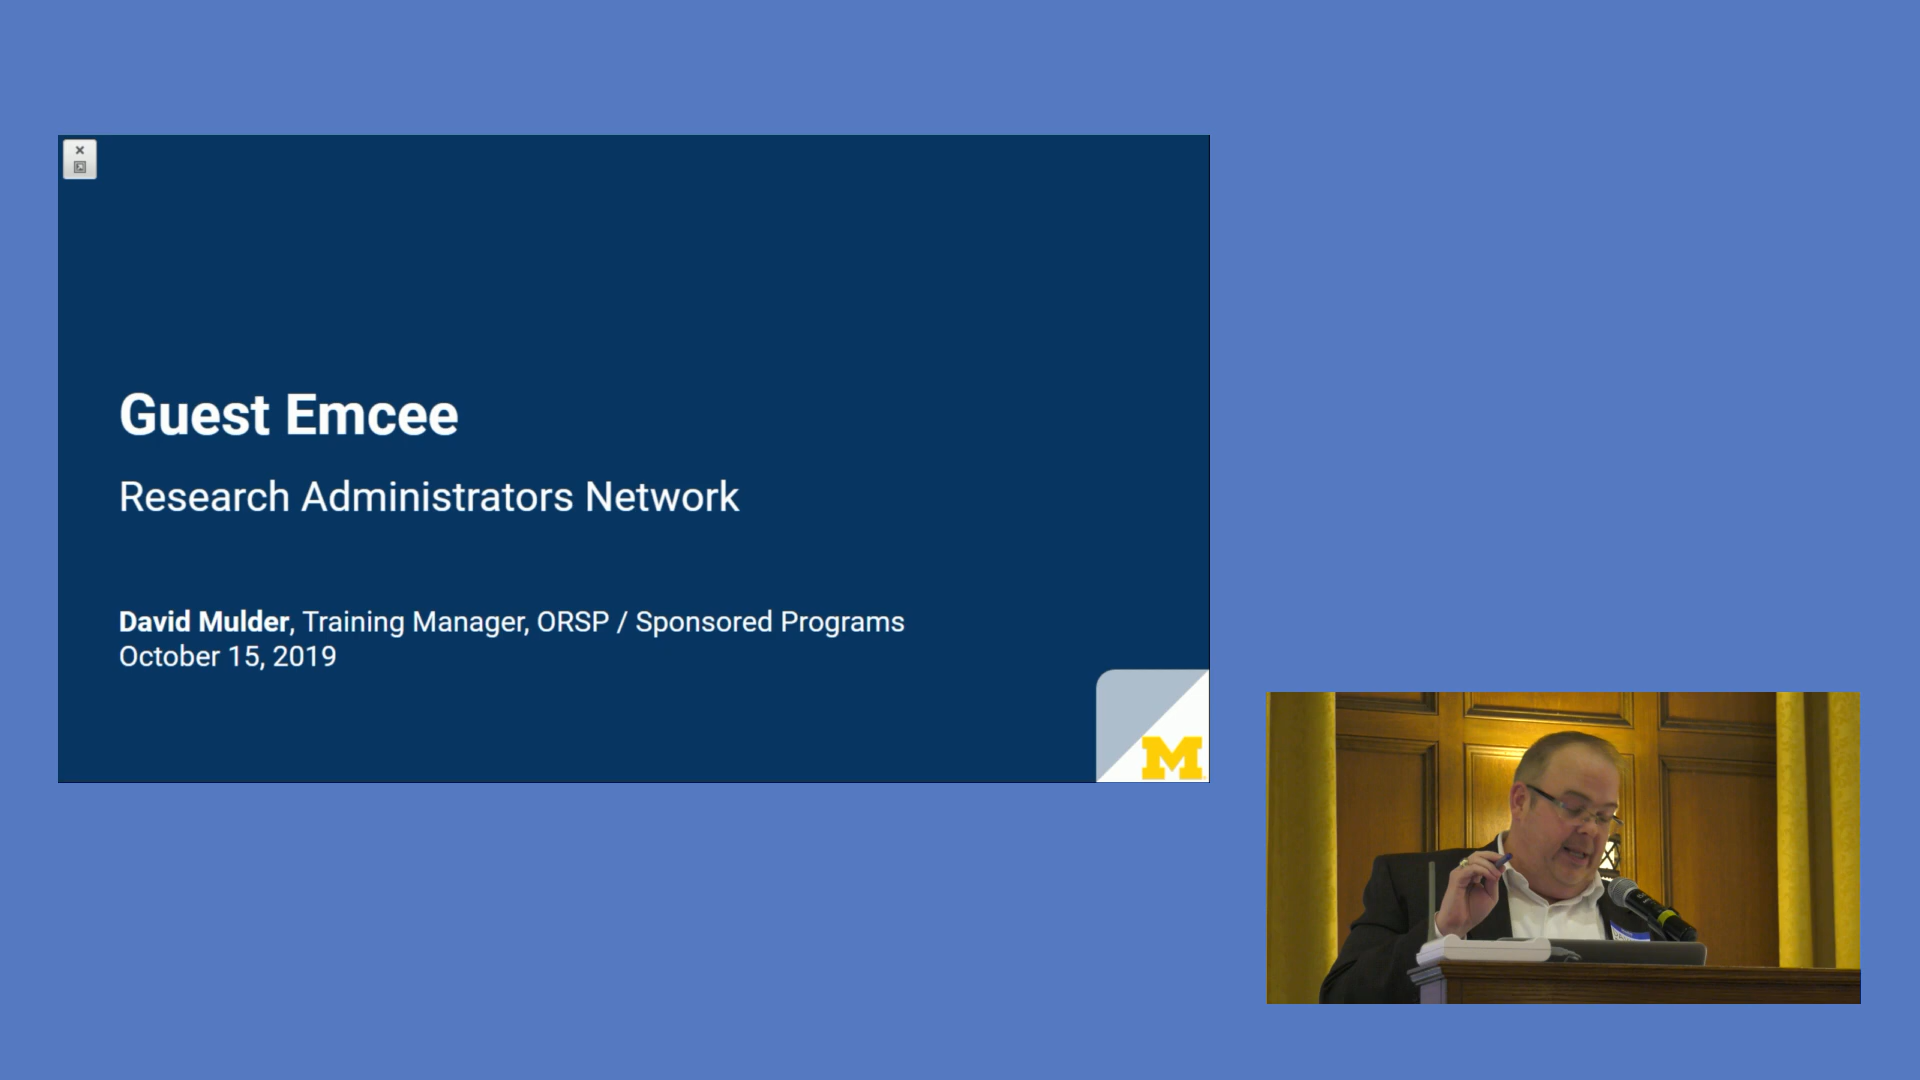 Guest Emcee
Research Administrators Network
David Mulder, Training Manager, ORSP / Sponsored Programs
October 15, 2019
M